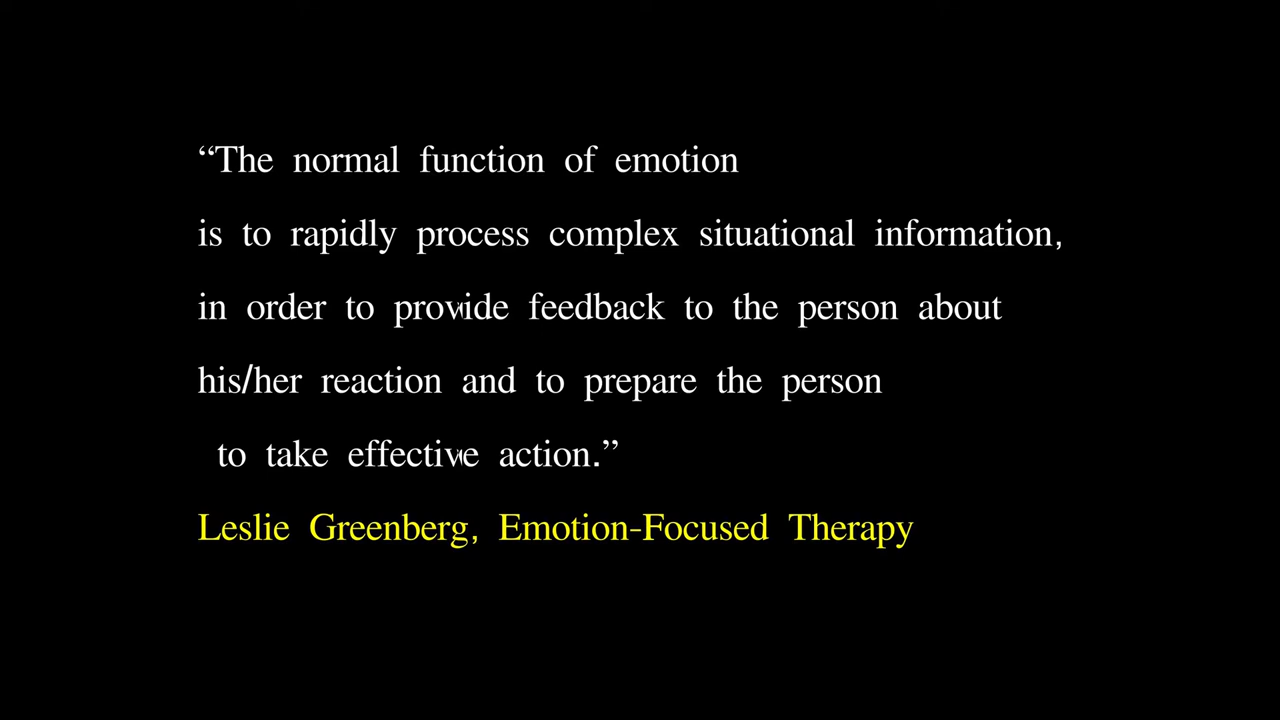 “The normal function of emotion
is to rapidly process complex situational information,
in order to provide feedback to the person about
his/her reaction and to prepare the person
to take effective action.”
Leslie Greenberg, Emotion-Focused Therapy